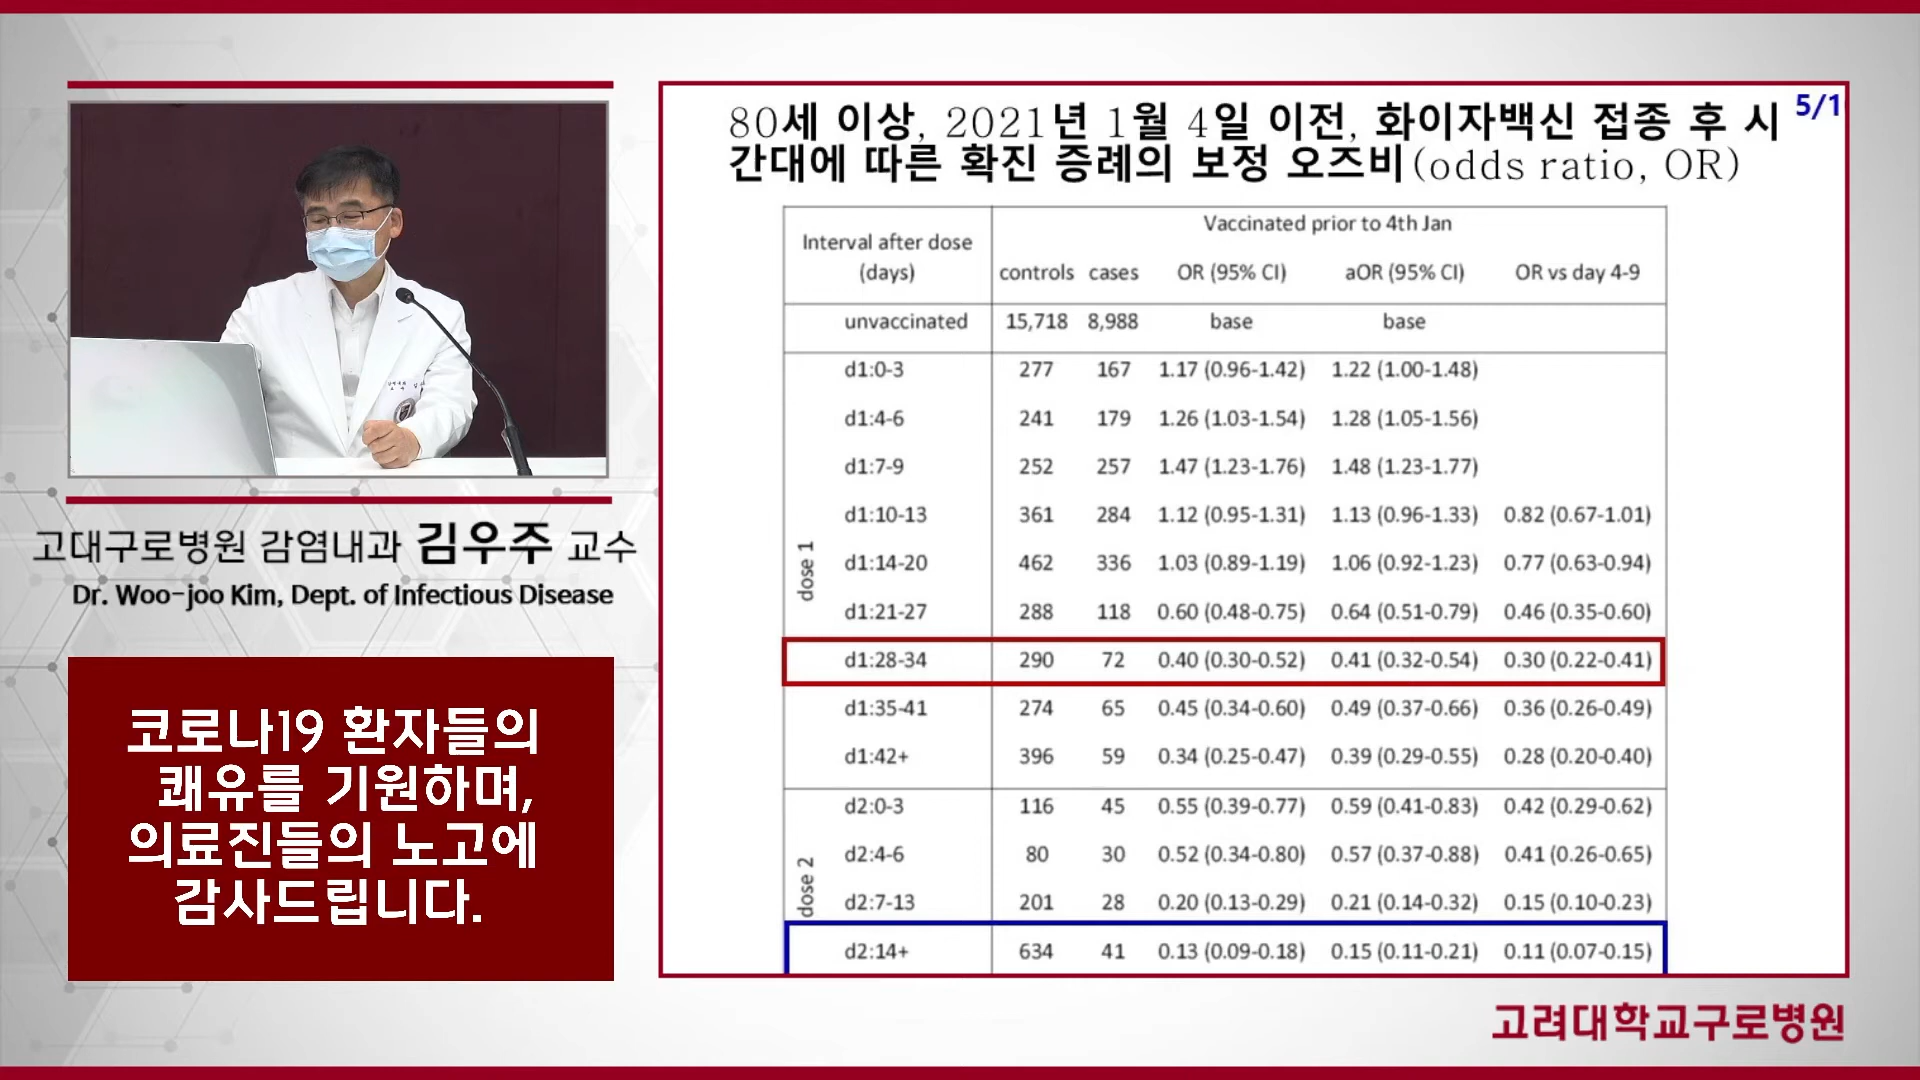 고대구로병원 감염내과 김우주 교수
Dr. Woo-joo Kim, Dept. of Infectious Disease
코로나19 환자들의
쾌유를 기원하며,
의료진들의 노고에
감사드립니다.
80세 이상, 2021년 1월 4일 이전, 화이자백신 접종 후 시
간대에 따른 확진 증례의 보정 오즈비(odds ratio, OR)
5/1
Vaccinated prior to 4th Jan
Interval after dose
(days) controls cases OR (95% CI) aOR (95% CI) OR vs day 4-9
unvaccinated 15,718 8,988 base base
dose 1
d1:0-3 277 167 1.17 (0.96-1.42) 1.22 (1.00-1.48)
d1:4-6 241 179 1.26 (1.03-1.54) 1.28 (1.05-1.56)
d1:7-9 252 257 1.47 (1.23-1.76) 1.48 (1.23-1.77)
d1:10-13 361 284 1.12 (0.95-1.31) 1.13 (0.96-1.33) 0.82 (0.67-1.01)
d1:14-20 462 336 1.03 (0.89-1.19) 1.06 (0.92-1.23) 0.77 (0.63-0.94)
d1:21-27 288 118 0.60 (0.48-0.75) 0.64 (0.51-0.79) 0.46 (0.35-0.60)
d1:28-34 290 72 0.40 (0.30-0.52) 0.41 (0.32-0.54) 0.30 (0.22-0.41)
d1:35-41 274 65 0.45 (0.34-0.60) 0.49 (0.37-0.66) 0.36 (0.26-0.49)
d1:42+ 396 59 0.34 (0.25-0.47) 0.39 (0.29-0.55) 0.28 (0.20-0.40)
dose 2
d2:0-3 116 45 0.55 (0.39-0.77) 0.59 (0.41-0.83) 0.42 (0.29-0.62)
d2:4-6 80 30 0.52 (0.34-0.80) 0.57 (0.37-0.88) 0.41 (0.26-0.65)
d2:7-13 201 28 0.20 (0.13-0.29) 0.21 (0.14-0.32) 0.15 (0.10-0.23)
d2:14+ 634 41 0.13 (0.09-0.18) 0.15 (0.11-0.21) 0.11 (0.07-0.15)
고려대학교구로병원